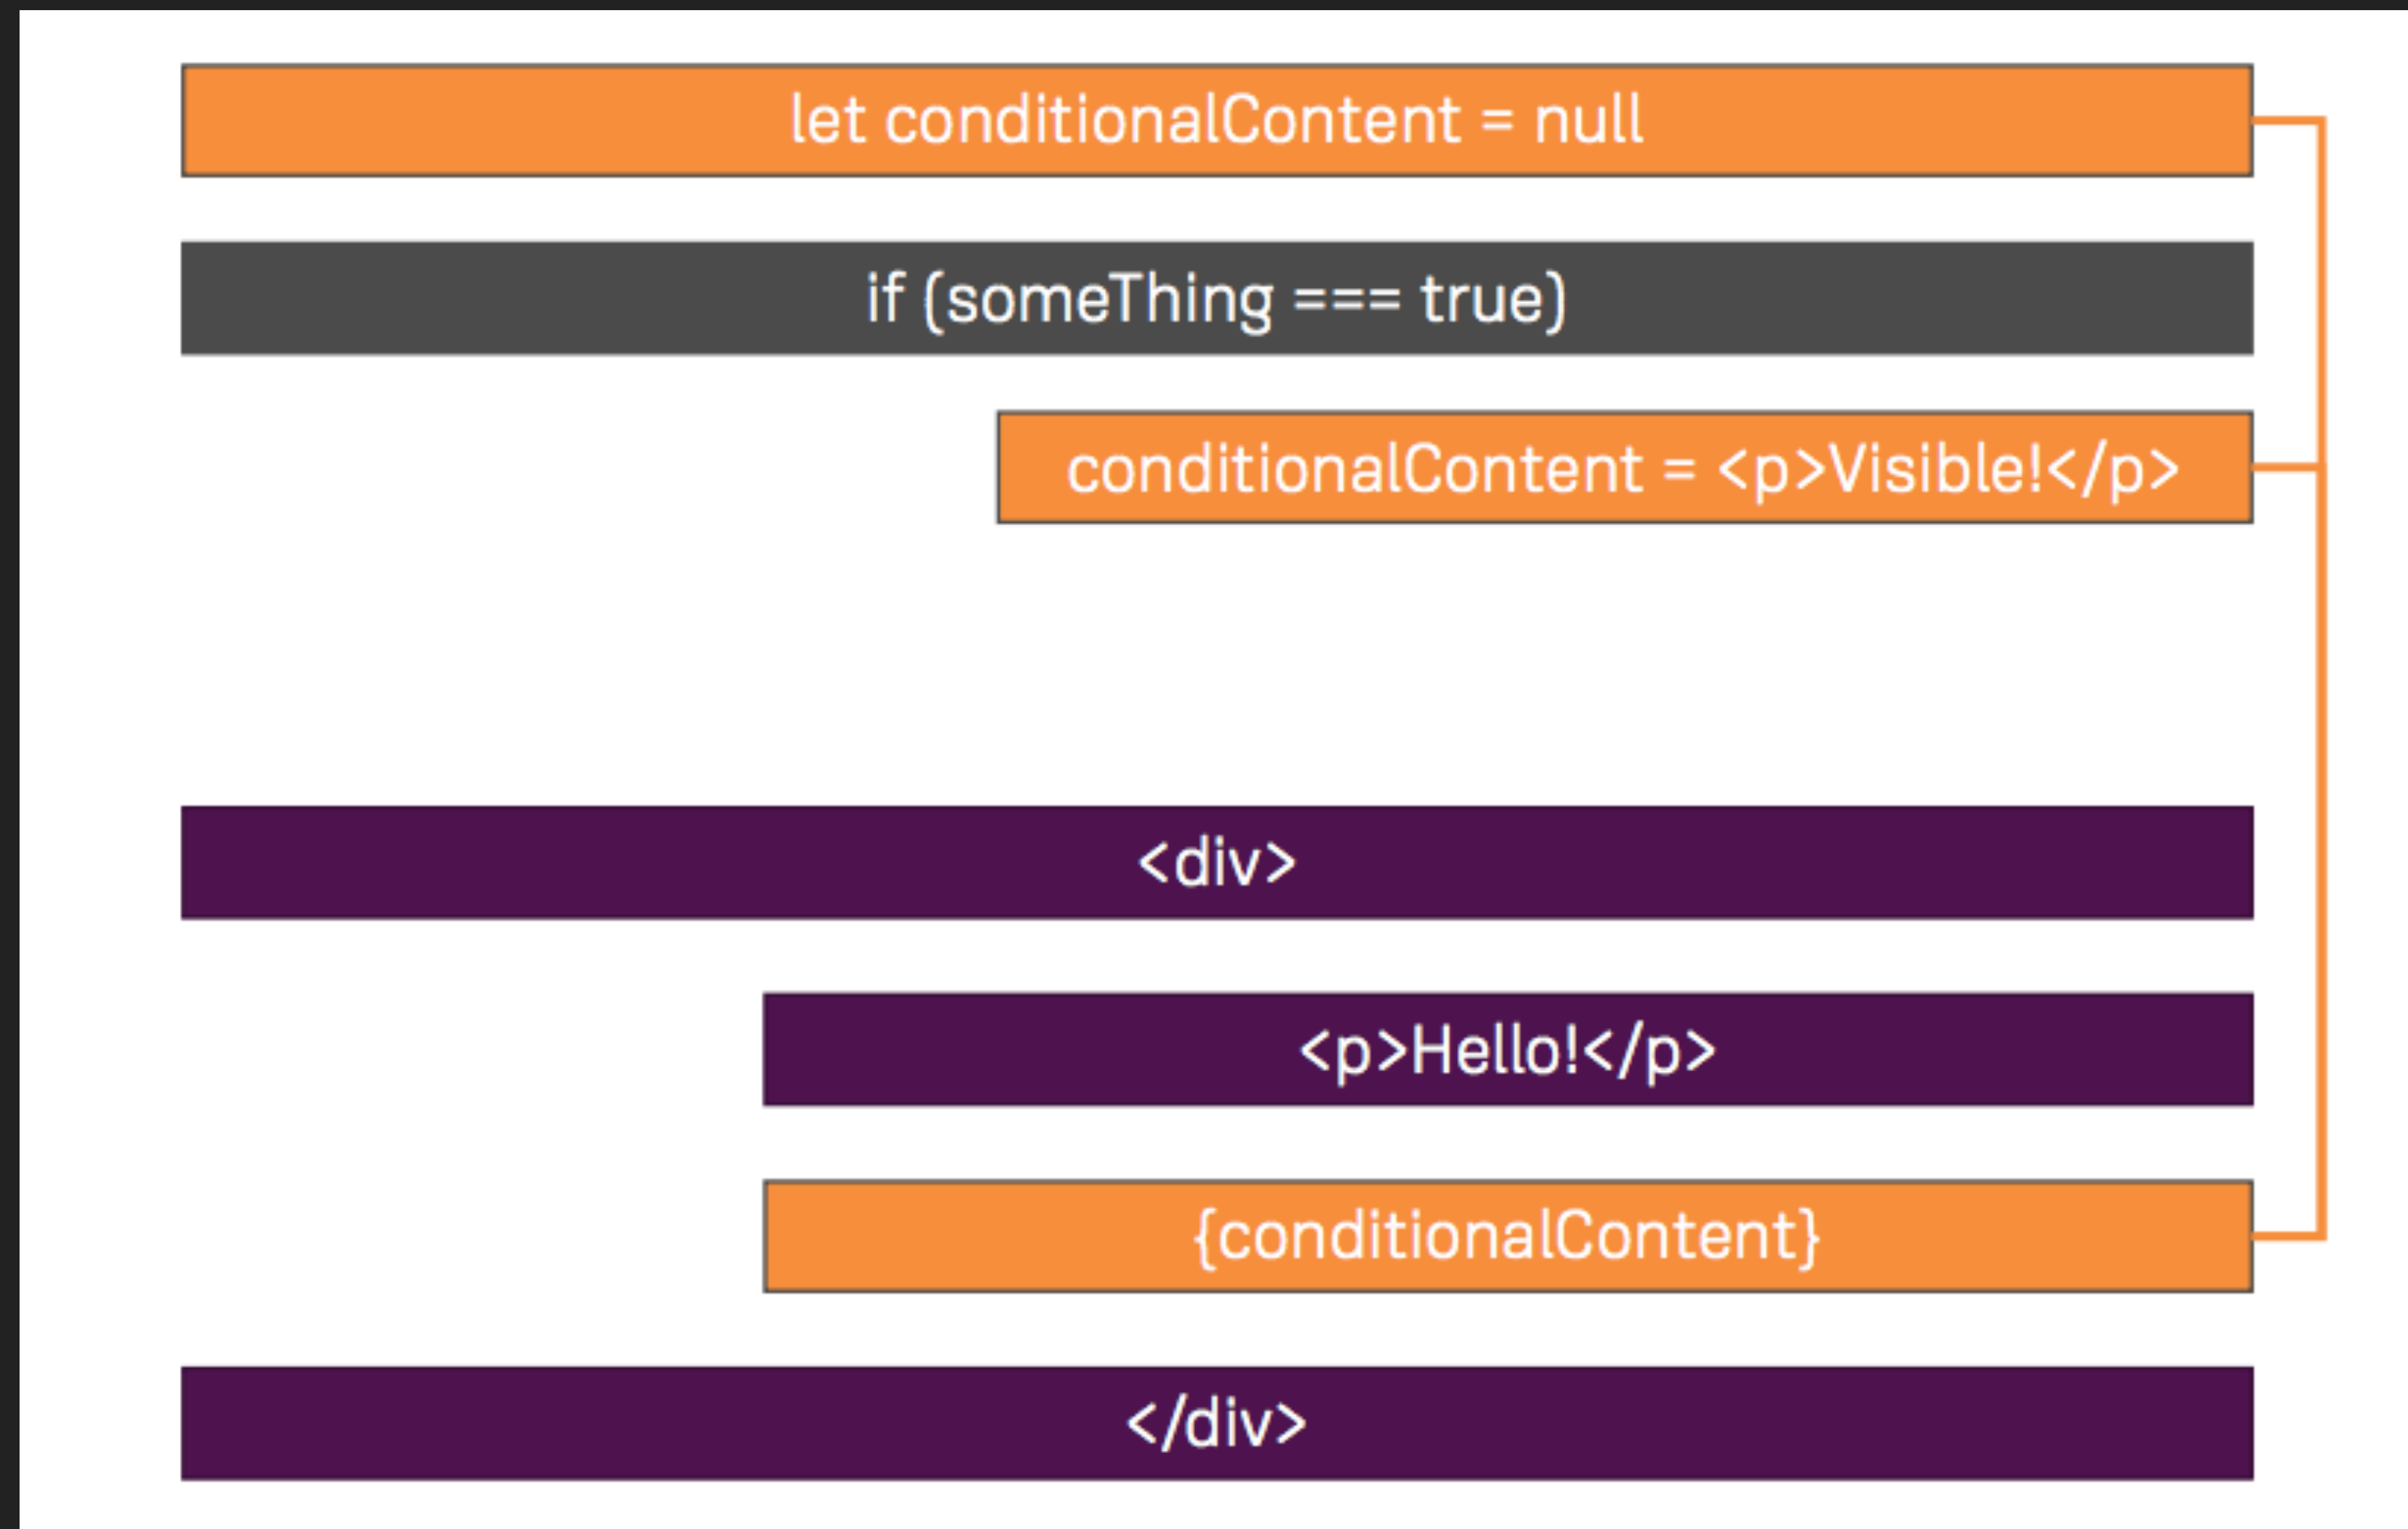 let conditionalContent = null
if (someThing === true)
conditionalContent = <p>Visible!</p>
<div>
<p>Hello!</p>
{conditionalContent}
</div>